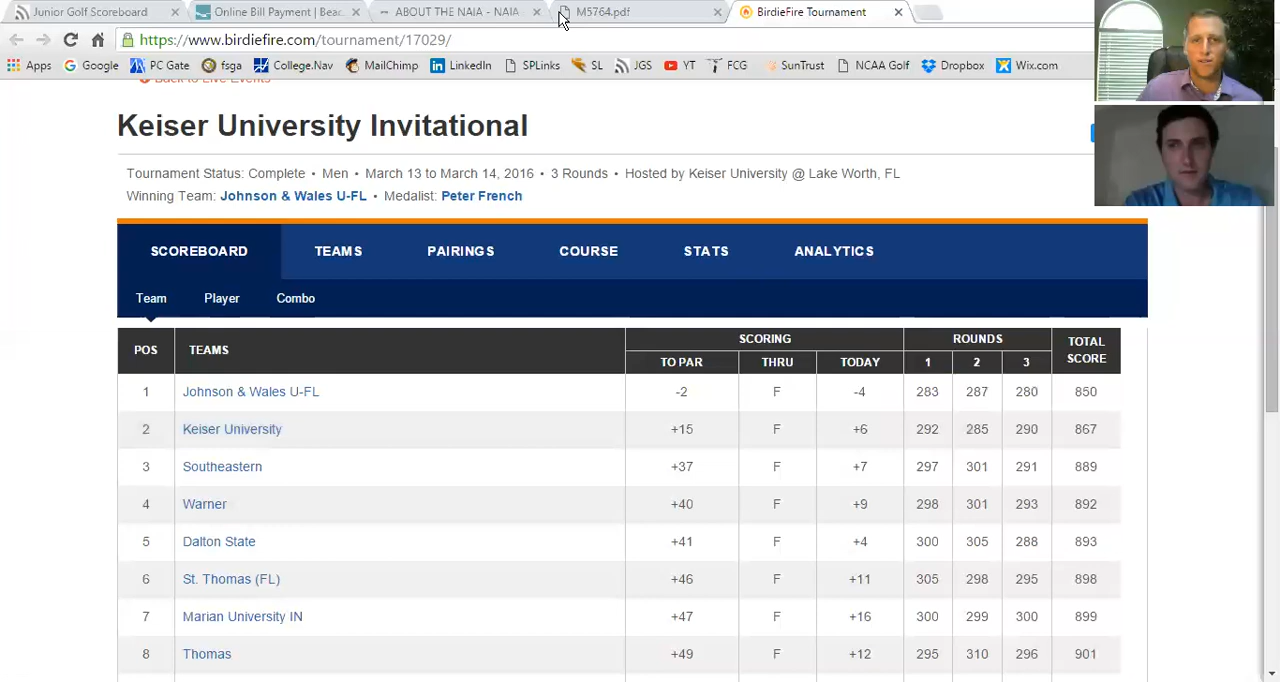 Junior Golf Scoreboard × Online Bill Payment | Bear × ABOUT THE NAIA - NAIA × M5764.pdf × BirdieFire Tournament ×
https://www.birdiefire.com/tournament/17029/
Apps Google PC Gate fsga College.Nw MailChi LinkedIn SPLinks SL JGS YT FCG SunTrust NCAA Golf Dropbox Wix.com
Back to Live Events
Keiser University Invitational
Tournament Status: Complete • Men • March 13 to March 14, 2016 • 3 Rounds • Hosted by Keiser University @ Lake Worth, FL
Winning Team: Johnson & Wales U-FL • Medalist: Peter French
SCOREBOARD TEAMS PAIRINGS COURSE STATS ANALYTICS
Team Player Combo
POS TEAMS SCORING ROUNDS TOTAL SCORE
TO PAR THRU TODAY 1 2 3
1 Johnson & Wales U-FL -2 F -4 283 287 280 850
2 Keiser University +15 F +6 292 285 290 867
3 Southeastern +37 F +7 297 301 291 889
4 Warner +40 F +9 298 301 293 892
5 Dalton State +41 F +4 300 305 288 893
6 St. Thomas (FL) +46 F +11 305 298 295 898
7 Marian University IN +47 F +16 300 299 300 899
8 Thomas +49 F +12 295 310 296 901